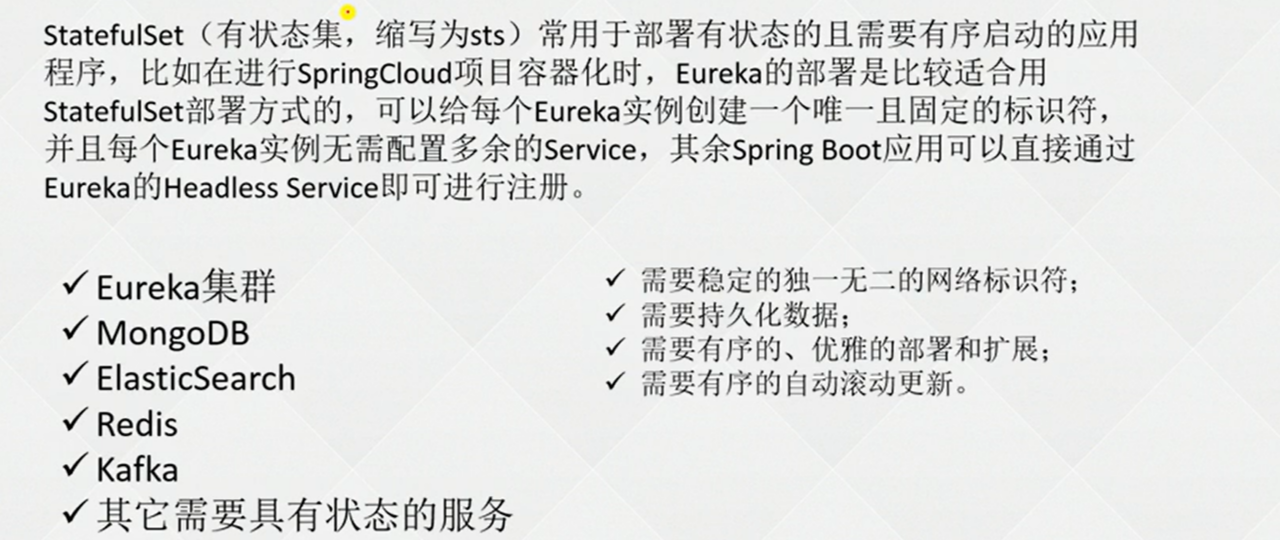 StatefulSet（有状态集，缩写为sts）常用于部署有状态的且需要有序启动的应用
程序，比如在进行SpringCloud项目容器化时，Eureka的部署是比较适合用
StatefulSet部署方式的，可以给每个Eureka实例创建一个唯一且固定的标识符，
并且每个Eureka实例无需配置多余的Service，其余Spring Boot应用可以直接通过
Eureka的Headless Service即可进行注册。
✓ Eureka集群
✓ MongoDB
✓ ElasticSearch
✓ Redis
✓ Kafka
✓ 其它需要具有状态的服务
✓ 需要稳定的独一无二的网络标识符；
✓ 需要持久化数据；
✓ 需要有序的、优雅的部署和扩展；
✓ 需要有序的自动滚动更新。